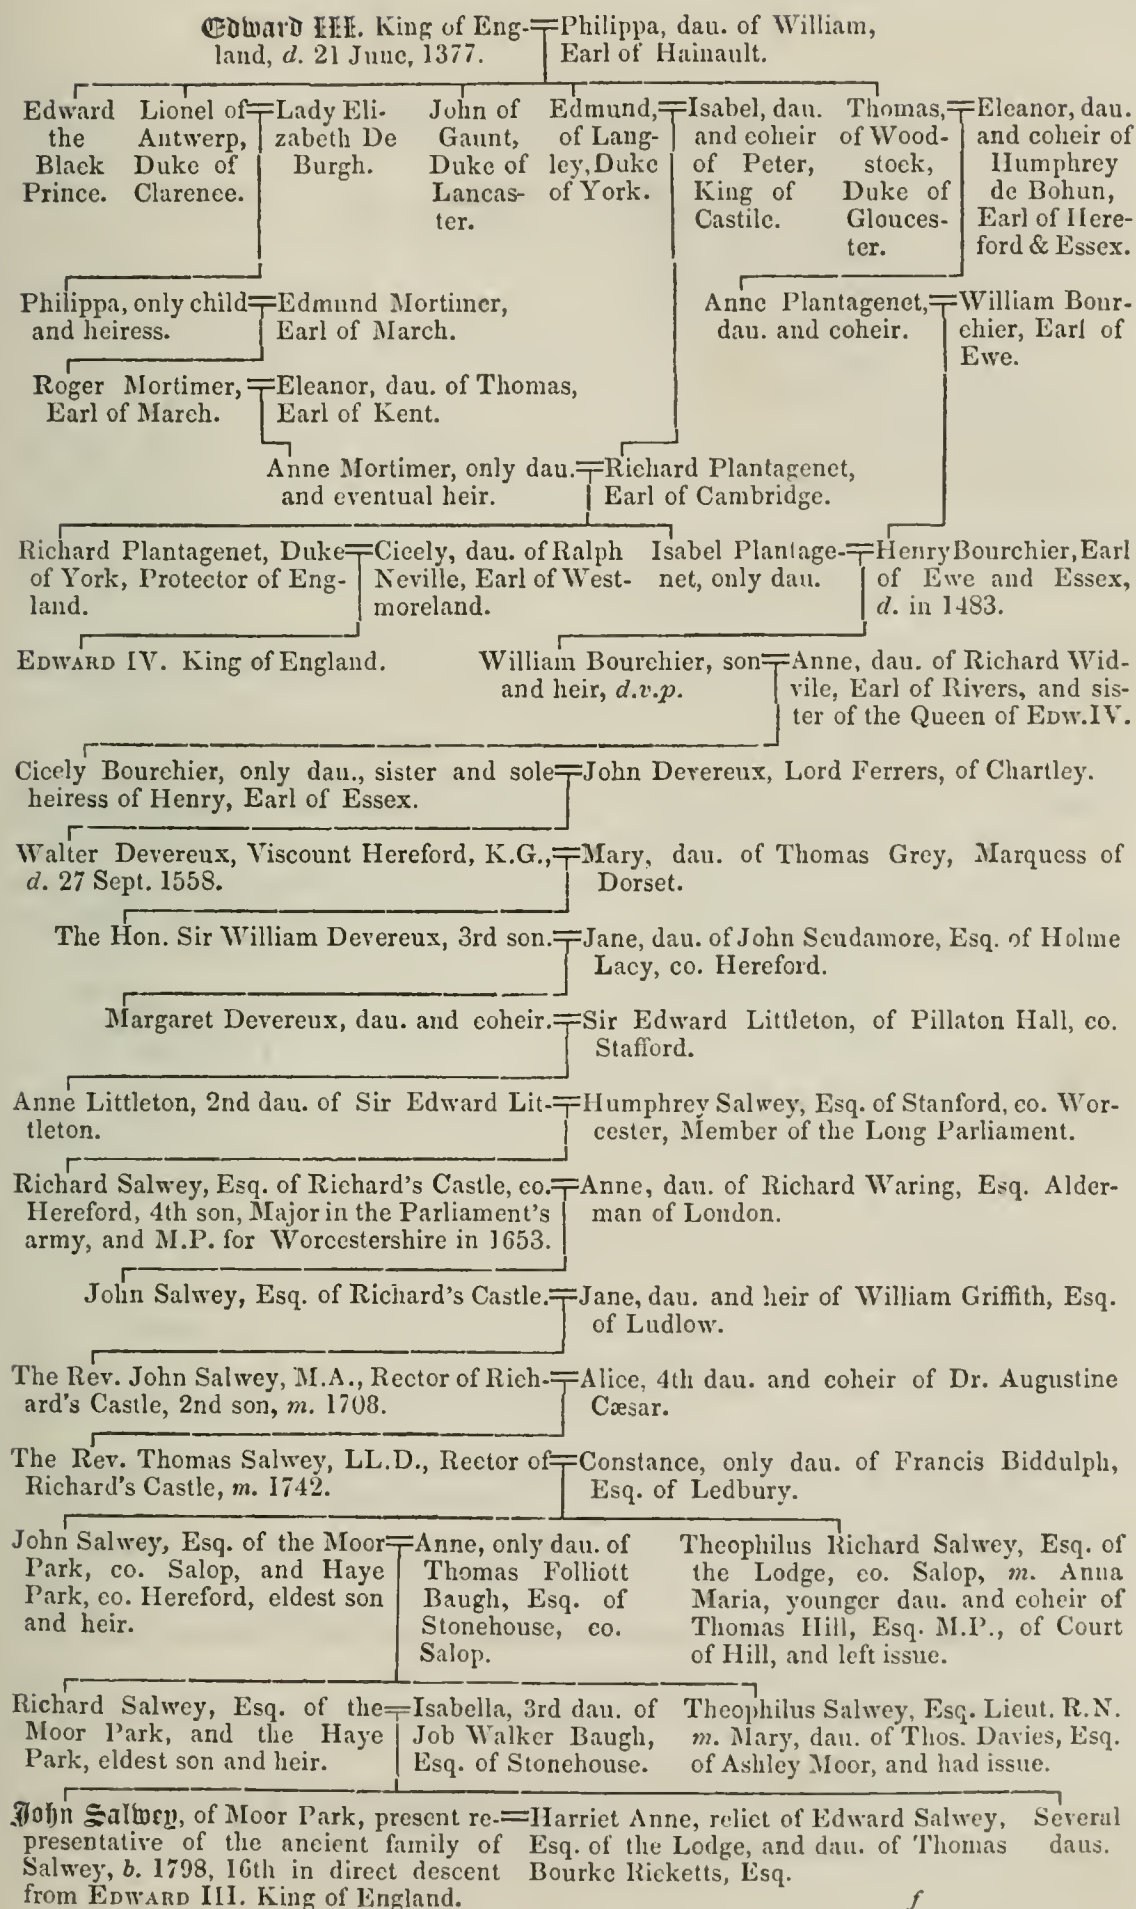 Edward III. King of Eng-
land, d. 21 June, 1377.
Philippa, dau. of William,
Earl of Hainault.
Edward
the
Black
Prince.
Lionel of
Antwerp,
Duke of
Clarence.
Lady Eli-
zabeth De
Burgh.
John of
Gaunt,
Duke of
Lancas-
ter.
Edmund,
of Lang-
ley, Duke
of York.
Isabel, dau.
and coheir
of Peter,
King of
Castile.
Thomas,
of Wood-
stock,
Duke of
Glouces-
ter.
Eleanor, dau.
and coheir of
Humphrey
de Bohun,
Earl of Here-
ford & Essex.
Philippa, only child
and heiress.
Edmund Mortimer,
Earl of March.
Anne Plantagenet,
dau. and coheir.
William Bour-
chier, Earl of
Ewe.
Roger Mortimer,
Earl of March.
Eleanor, dau. of Thomas,
Earl of Kent.
Anne Mortimer, only dau.
and eventual heir.
Richard Plantagenet,
Earl of Cambridge.
Richard Plantagenet, Duke
of York, Protector of Eng-
land.
Cicely, dau. of Ralph
Neville, Earl of West-
moreland.
Isabel Plantage-
net, only dau.
Henry Bourchier, Earl
of Ewe and Essex,
d. in 1483.
EDWARD IV. King of England.
William Bourchier, son
and heir, d.v.p.
Anne, dau. of Richard Wid-
vile, Earl of Rivers, and sis-
ter of the Queen of EDW. IV.
Cicely Bourchier, only dau., sister and sole
heiress of Henry, Earl of Essex.
John Devereux, Lord Ferrers, of Chartley.
Walter Devereux, Viscount Hereford, K.G.,
d. 27 Sept. 1558.
Mary, dau. of Thomas Grey, Marquess of
Dorset.
The Hon. Sir William Devereux, 3rd son.
Jane, dau. of John Scudamore, Esq. of Holme
Lacy, co. Hereford.
Margaret Devereux, dau. and coheir.
Sir Edward Littleton, of Pillaton Hall, co.
Stafford.
Anne Littleton, 2nd dau. of Sir Edward Lit-
tleton.
Humphrey Salwey, Esq. of Stanford, co. Wor-
cester, Member of the Long Parliament.
Richard Salwey, Esq. of Richard's Castle, co.
Hereford, 4th son, Major in the Parliament's
army, and M.P. for Worcestershire in 1653.
Anne, dau. of Richard Waring, Esq. Alder-
man of London.
John Salwey, Esq. of Richard's Castle.
Jane, dau. and heir of William Griffith, Esq.
of Ludlow.
The Rev. John Salwey, M.A., Rector of Rich-
ard's Castle, 2nd son, m. 1708.
Alice, 4th dau. and coheir of Dr. Augustine
Cæsar.
The Rev. Thomas Salwey, LL.D., Rector of
Richard's Castle, m. 1742.
Constance, only dau. of Francis Biddulph,
Esq. of Ledbury.
John Salwey, Esq. of the Moor
Park, co. Salop, and Haye
Park, co. Hereford, eldest son
and heir.
Anne, only dau. of
Thomas Folliott
Baugh, Esq. of
Stonehouse, co.
Salop.
Theophilus Richard Salwey, Esq. of
the Lodge, co. Salop, m. Anna
Maria, younger dau. and coheir of
Thomas Hill, Esq. M.P., of Court
of Hill, and left issue.
Richard Salwey, Esq. of the
Moor Park, and the Haye
Park, eldest son and heir.
Isabella, 3rd dau. of
Job Walker Baugh,
Esq. of Stonehouse.
Theophilus Salwey, Esq. Lieut. R.N.
m. Mary, dau. of Thos. Davies, Esq.
of Ashley Moor, and had issue.
John Salwey, of Moor Park, present re-
presentative of the ancient family of
Salwey, b. 1798, 16th in direct descent
from EDWARD III. King of England.
Harriet Anne, relict of Edward Salwey,
Esq. of the Lodge, and dau. of Thomas
Bourke Ricketts, Esq.
Several
daus.
f